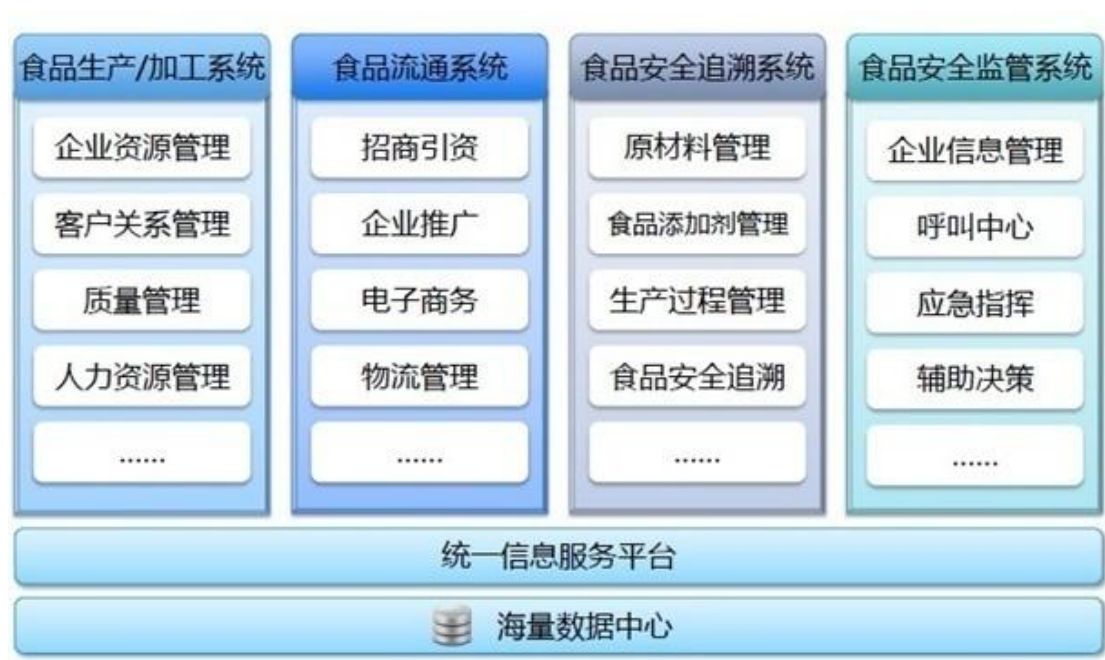 食品生产/加工系统
企业资源管理
客户关系管理
质量管理
人力资源管理
......
食品流通系统
招商引资
企业推广
电子商务
物流管理
......
食品安全追溯系统
原材料管理
食品添加剂管理
生产过程管理
食品安全追溯
......
食品安全监管系统
企业信息管理
呼叫中心
应急指挥
辅助决策
......
统一信息服务平台
海量数据中心